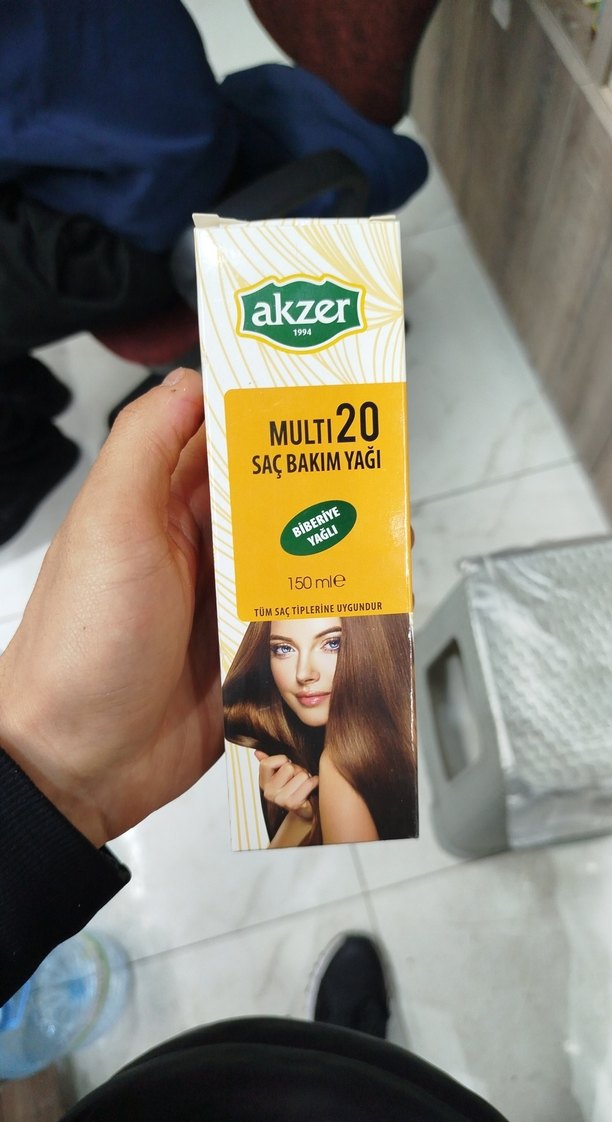 akzer
1994
MULTI 20
SAÇ BAKIM YAĞI
BİBERİYE
YAĞLI
150 ml e
TÜM SAÇ TİPLERİNE UYGUNDUR